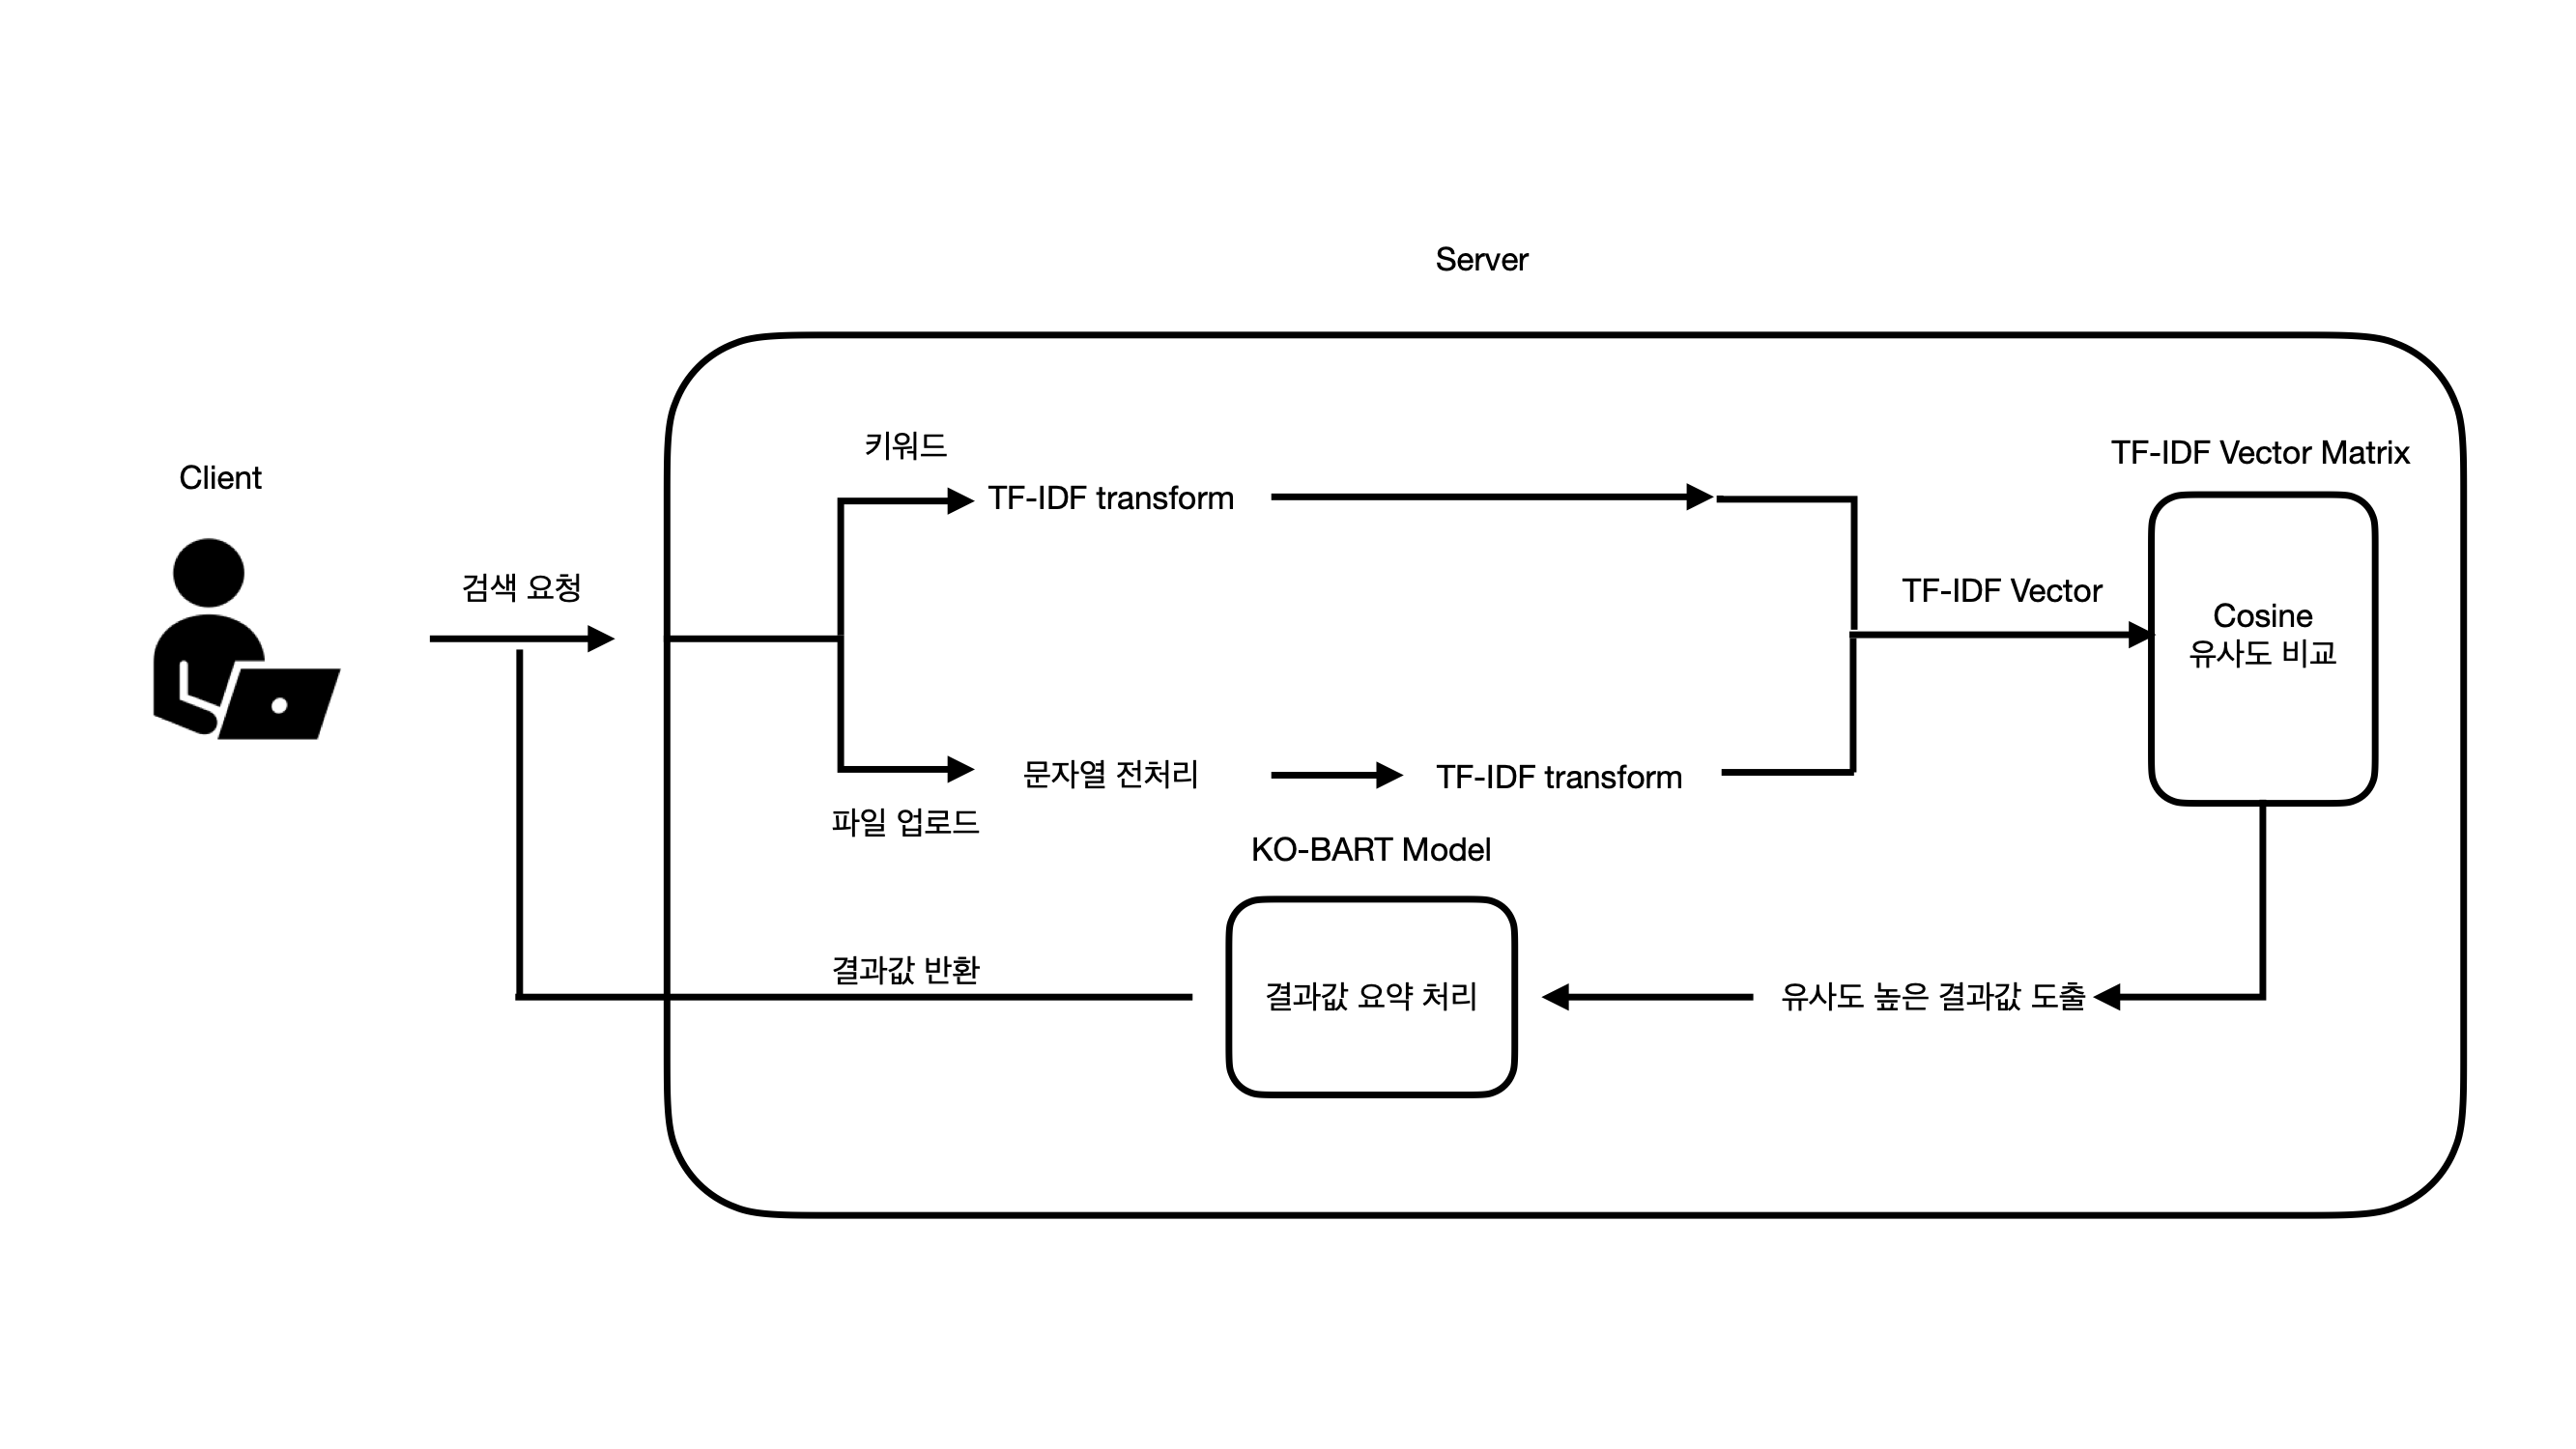 Server
Client
검색 요청
키워드
TF-IDF transform
파일 업로드
문자열 전처리
TF-IDF transform
TF-IDF Vector
TF-IDF Vector Matrix
Cosine
유사도 비교
유사도 높은 결과값 도출
KO-BART Model
결과값 요약 처리
결과값 반환